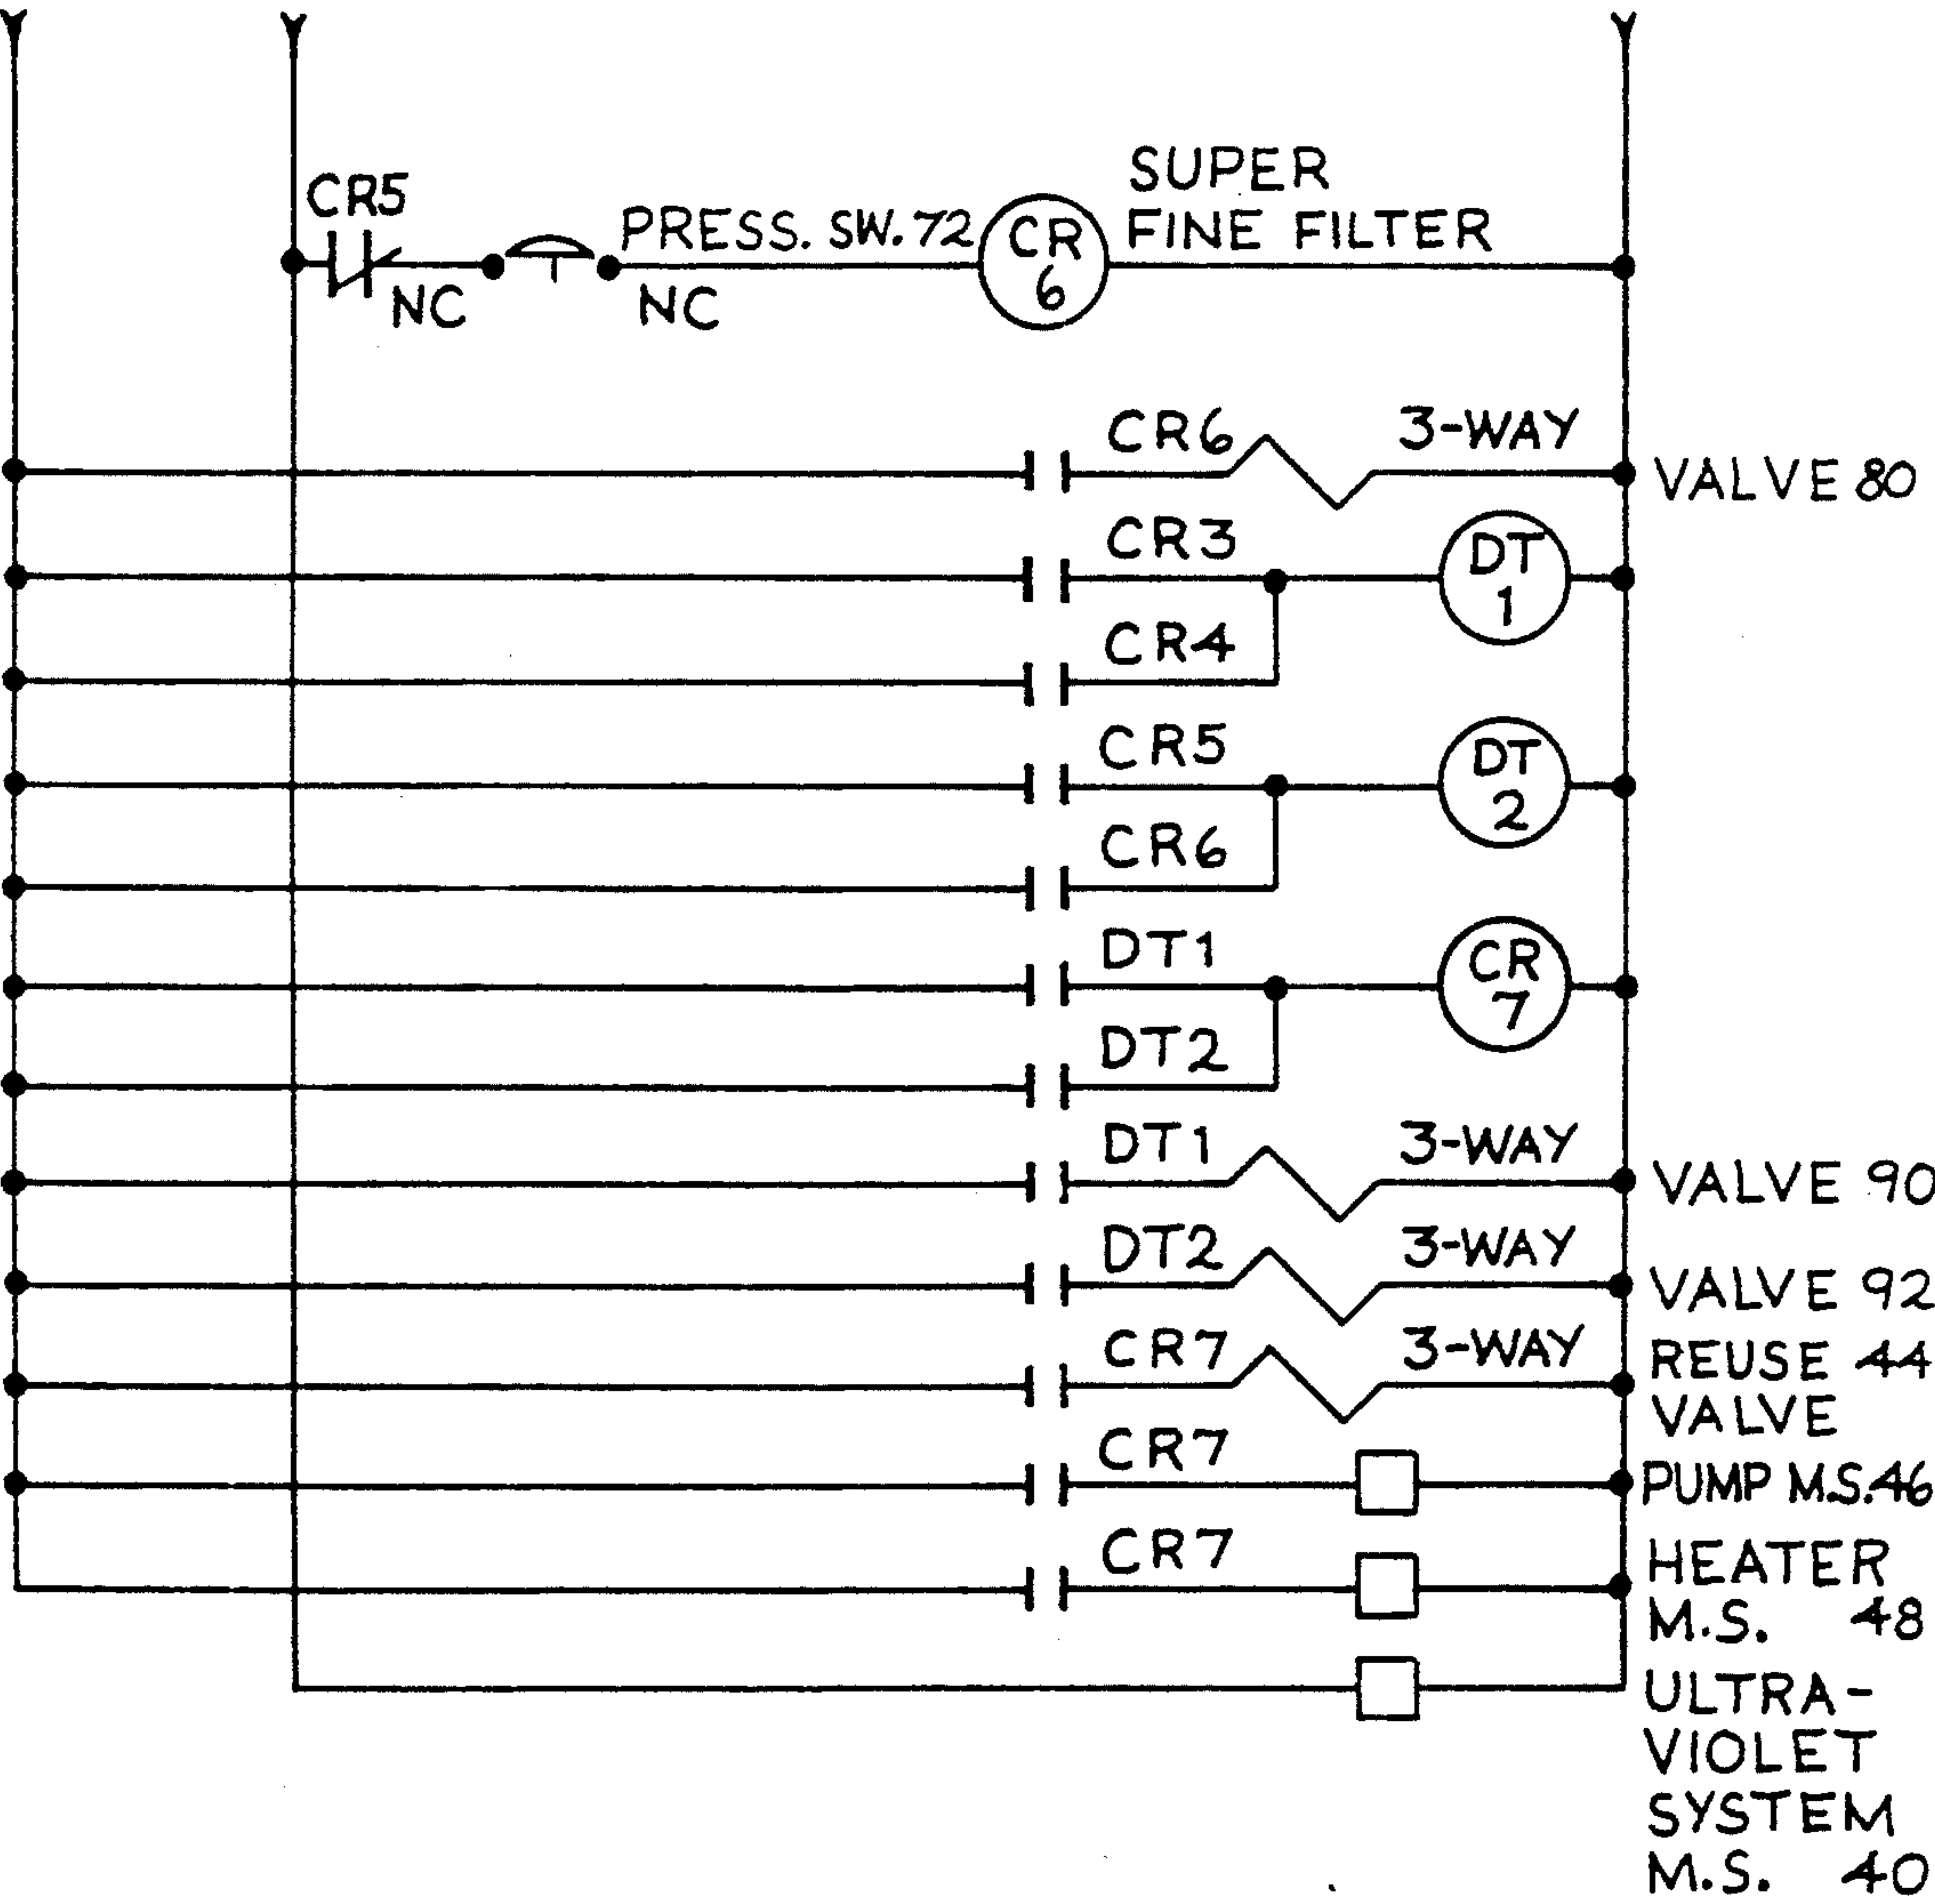 SUPER
CR5
PRESS. SW. 72
CR
6
FINE FILTER
NC
NC
CR6
3-WAY
VALVE 80
CR3
DT
1
CR4
CR5
DT
2
CR6
DT1
CR
7
DT2
DT1
3-WAY
VALVE 90
DT2
3-WAY
VALVE 92
CR7
3-WAY
REUSE 44
VALVE
CR7
PUMP M.S. 46
CR7
HEATER
M.S. 48
ULTRA-
VIOLET
SYSTEM
M.S. 40